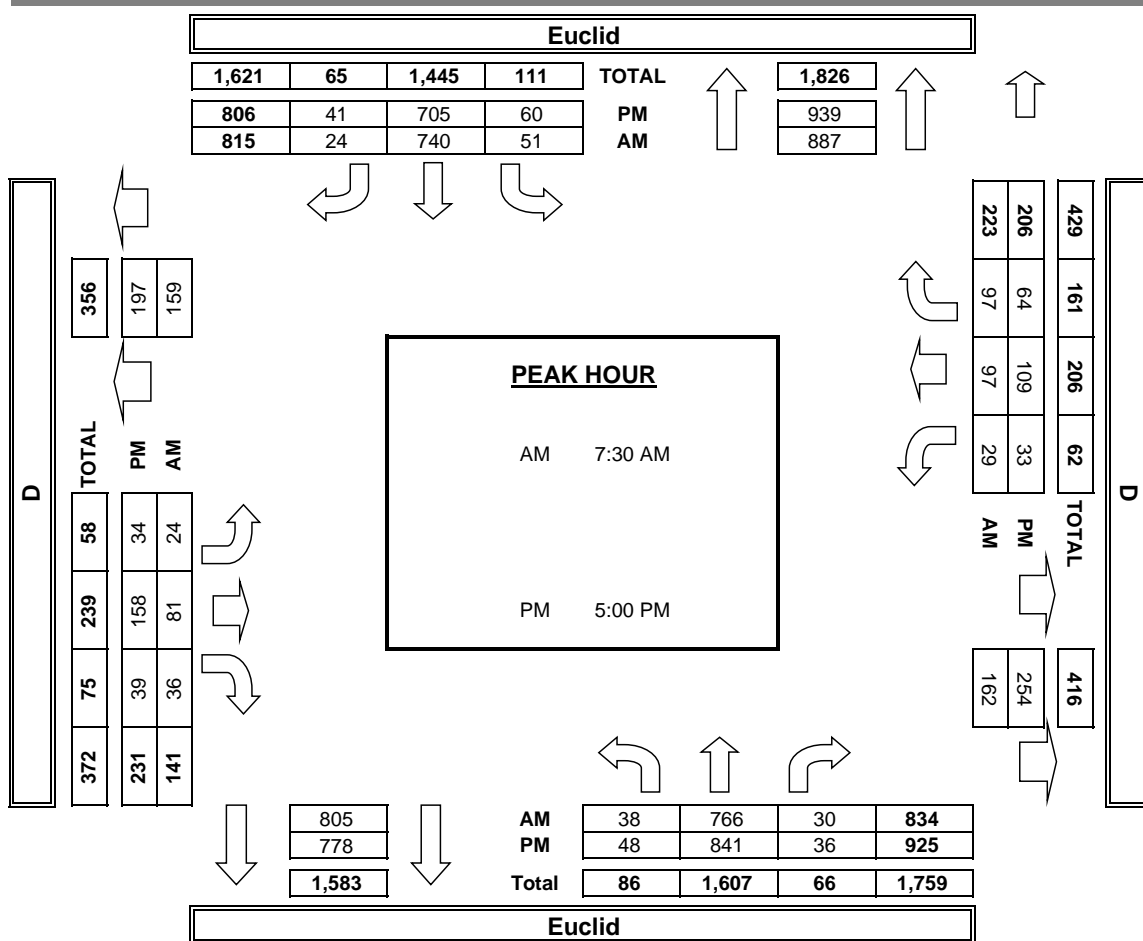 Euclid
1,621 65 1,445 111 TOTAL 1,826
806 41 705 60 PM 939
815 24 740 51 AM 887
D
356
197
159
TOTAL PM AM
58 34 24
239 158 81
75 39 36
372 231 141
PEAK HOUR
AM 7:30 AM
PM 5:00 PM
223 206 429
97 64 161
97 109 206
29 33 62
AM PM TOTAL
162 254 416
D
805 AM 38 766 30 834
778 PM 48 841 36 925
1,583 Total 86 1,607 66 1,759
Euclid